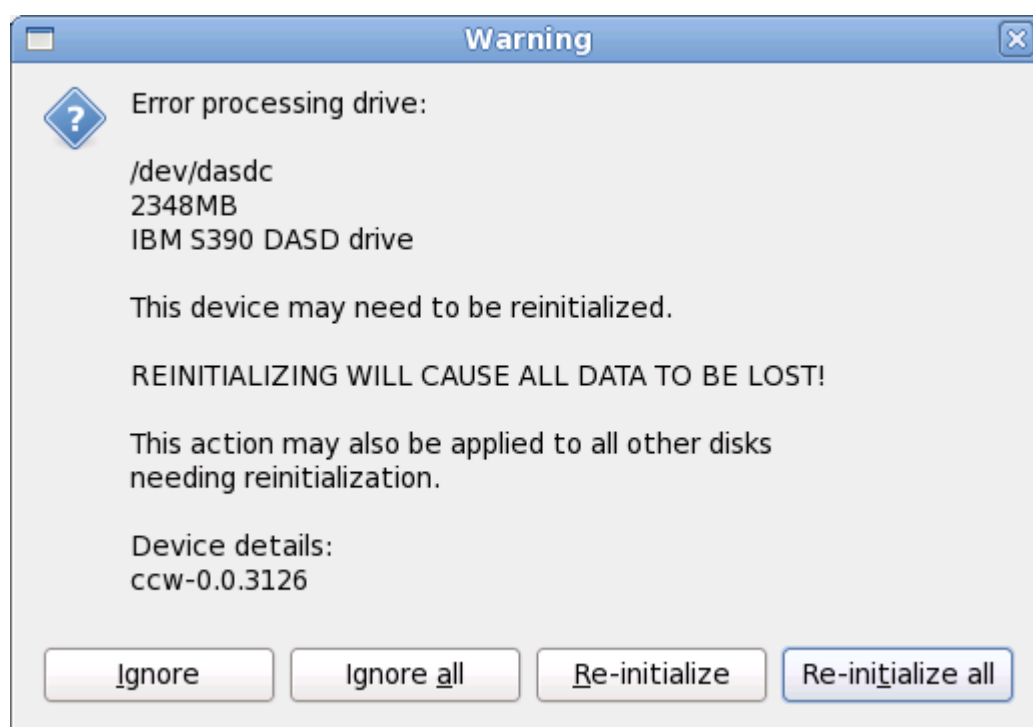 Warning
Error processing drive:
/dev/dasdc
2348MB
IBM S390 DASD drive
This device may need to be reinitialized.
REINITIALIZING WILL CAUSE ALL DATA TO BE LOST!
This action may also be applied to all other disks
needing reinitialization.
Device details:
ccw-0.0.3126
Ignore
Ignore all
Re-initialize
Re-initialize all